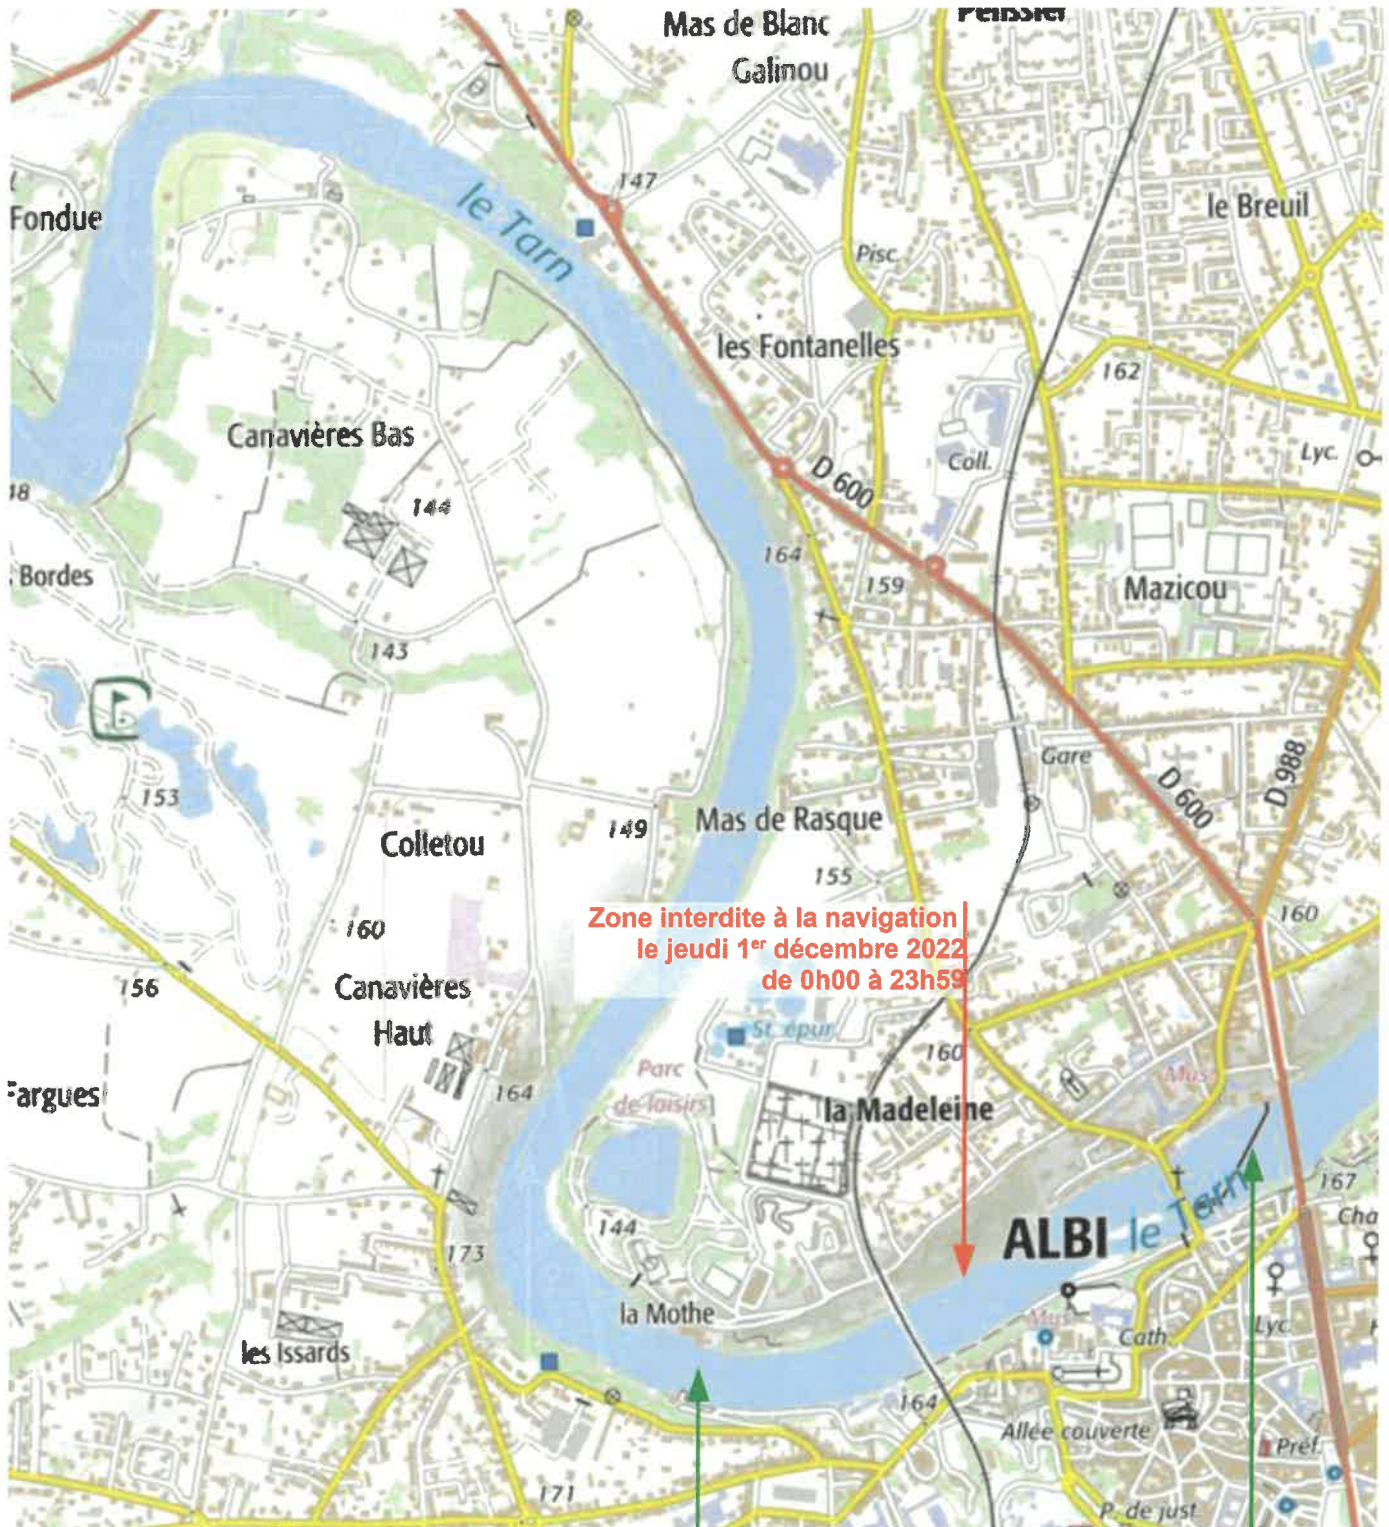 Mas de Blanc
Galinou
Pelissier
147
le Breuil
Fondue
le Tarn
Pisc.
les Fontanelles
162
Canavières Bas
Coll.
Lyc.
D 600
144
164
Bordes
159
Mazicou
143
Gare
D 600
D 988
153
149
Mas de Rasque
Colletou
155
160
160
Zone interdite à la navigation
le jeudi 1er décembre 2022
de 0h00 à 23h59
156
Canavières
Haut
St. épur.
160
Parc
de loisirs
Mus.
164
Fargues
la Madeleine
167
144
ALBI
le Tarn
Cha
173
la Mothe
Mus.
Cath.
Lyc.
les Issards
164
Allée couverte
Préf.
171
P. de just.